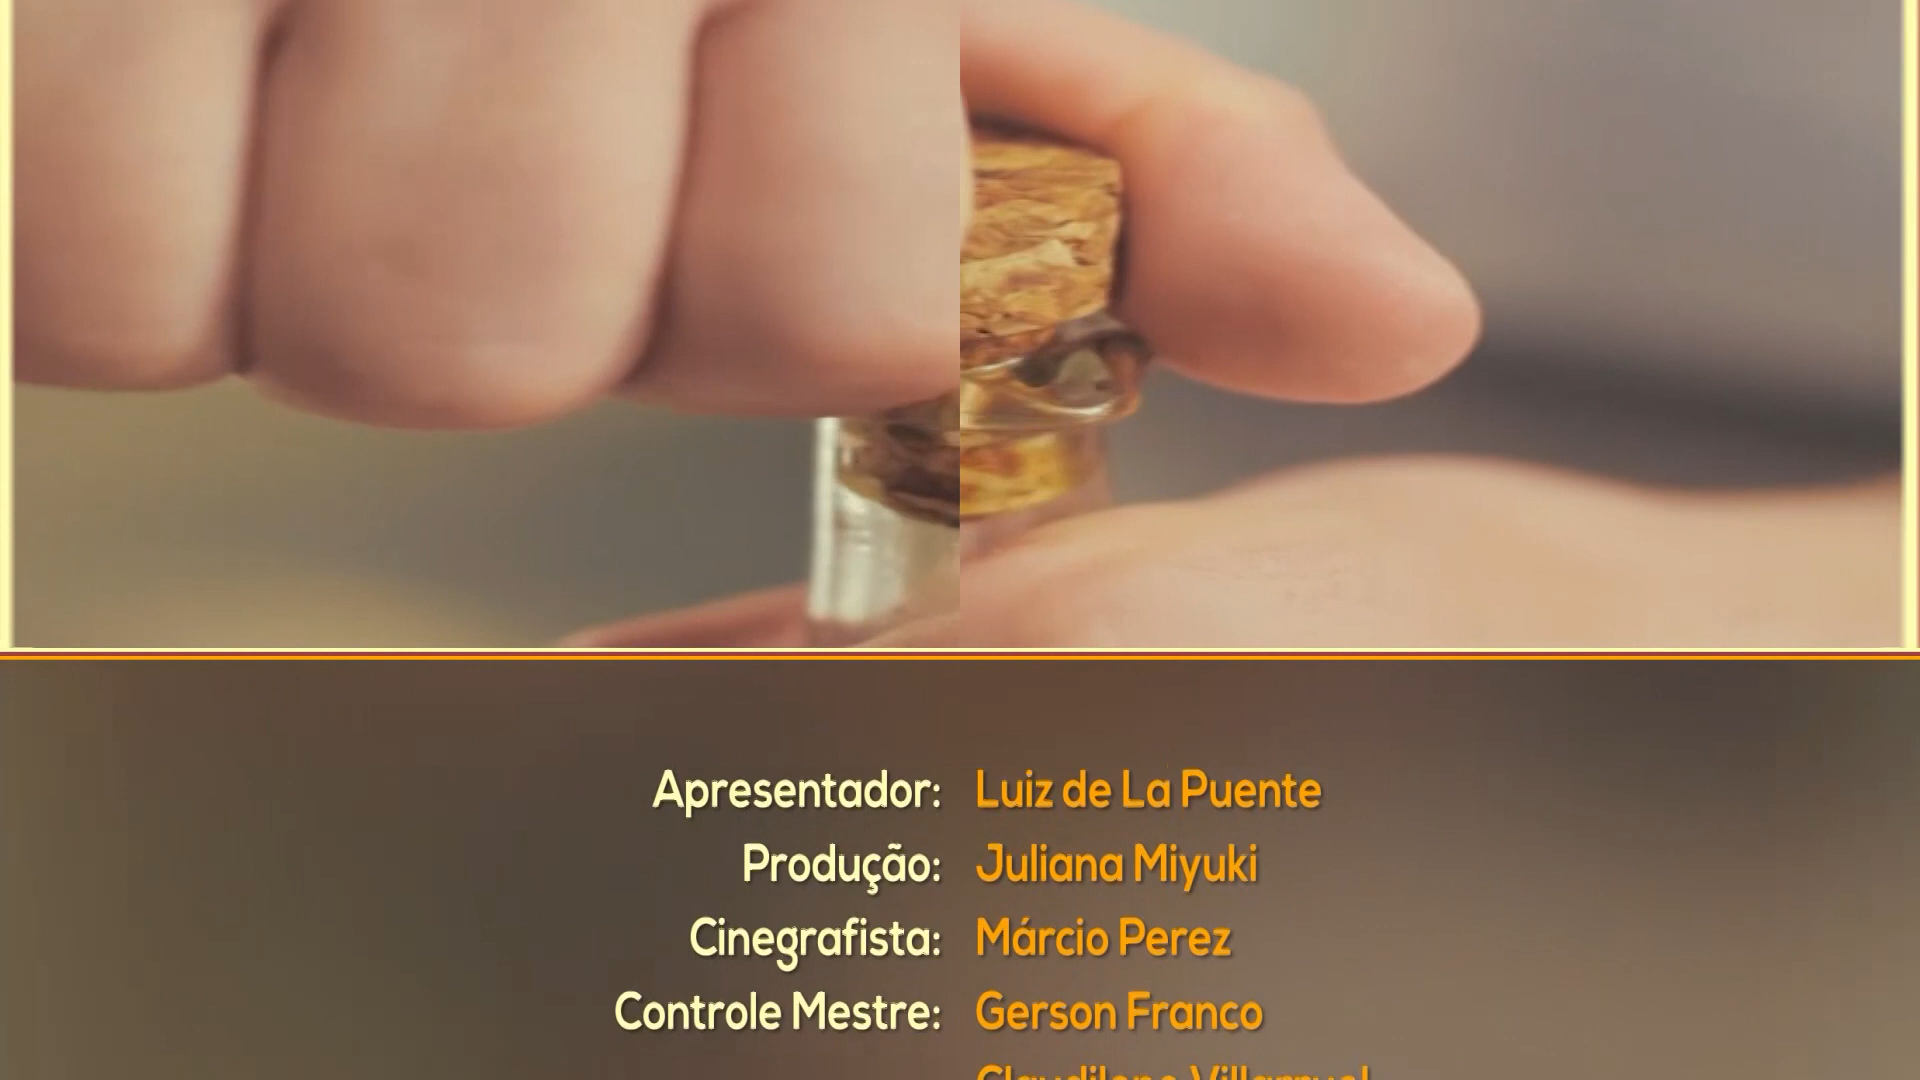 Apresentador: Luiz de La Puente
Produção: Juliana Miyuki
Cinegrafista: Márcio Perez
Controle Mestre: Gerson Franco